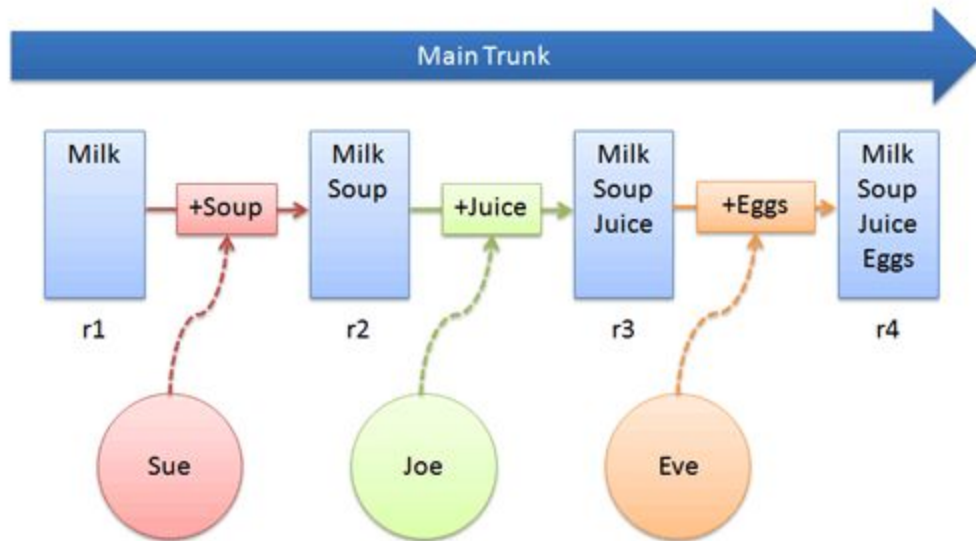 Main Trunk
Milk
+Soup
Milk
Soup
+Juice
Milk
Soup
Juice
+Eggs
Milk
Soup
Juice
Eggs
r1
r2
r3
r4
Sue
Joe
Eve